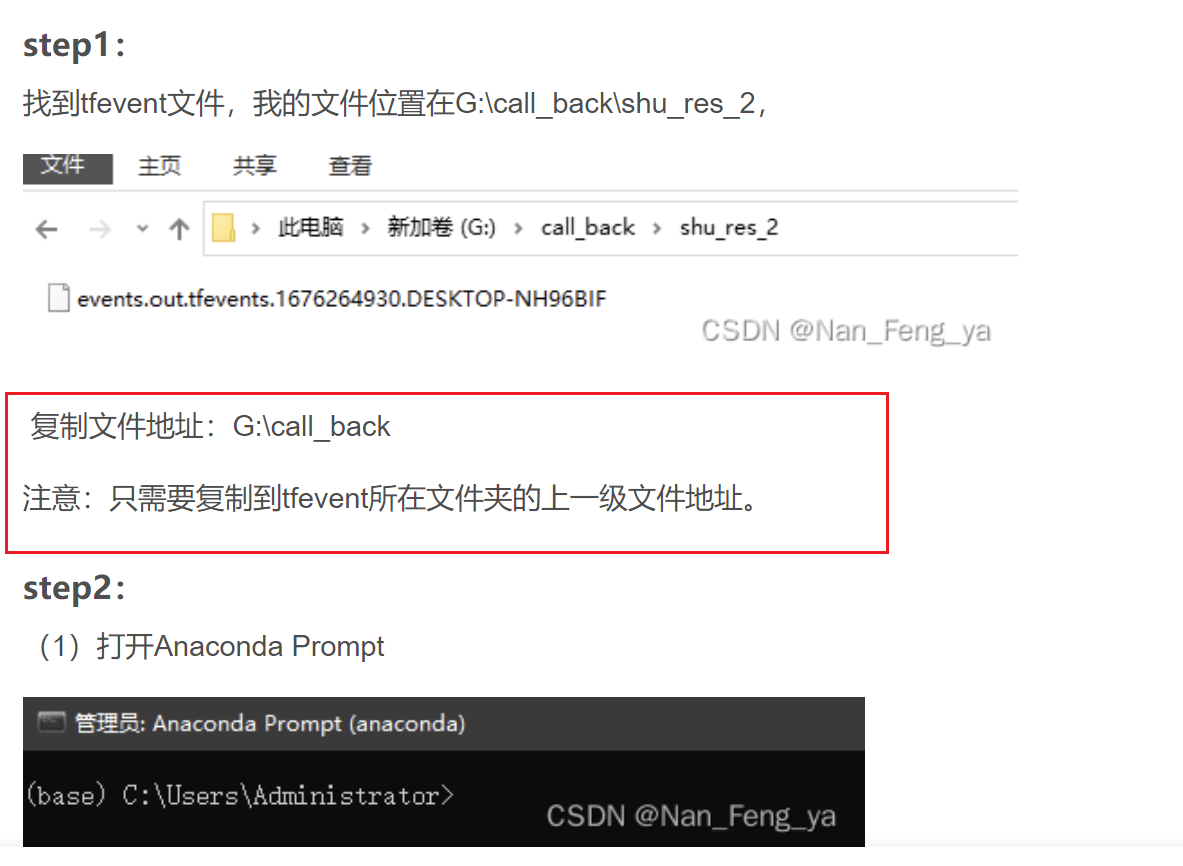 step1：
找到tfevent文件，我的文件位置在G:\call_back\shu_res_2，
文件 主页 共享 查看
此电脑 > 新加卷 (G:) > call_back > shu_res_2
events.out.tfevents.1676264930.DESKTOP-NH96BIF
CSDN @Nan_Feng_ya
复制文件地址：G:\call_back
注意：只需要复制到tfevent所在文件夹的上一级文件地址。
step2：
（1）打开Anaconda Prompt
管理员: Anaconda Prompt (anaconda)
(base) C:\Users\Administrator>
CSDN @Nan_Feng_ya